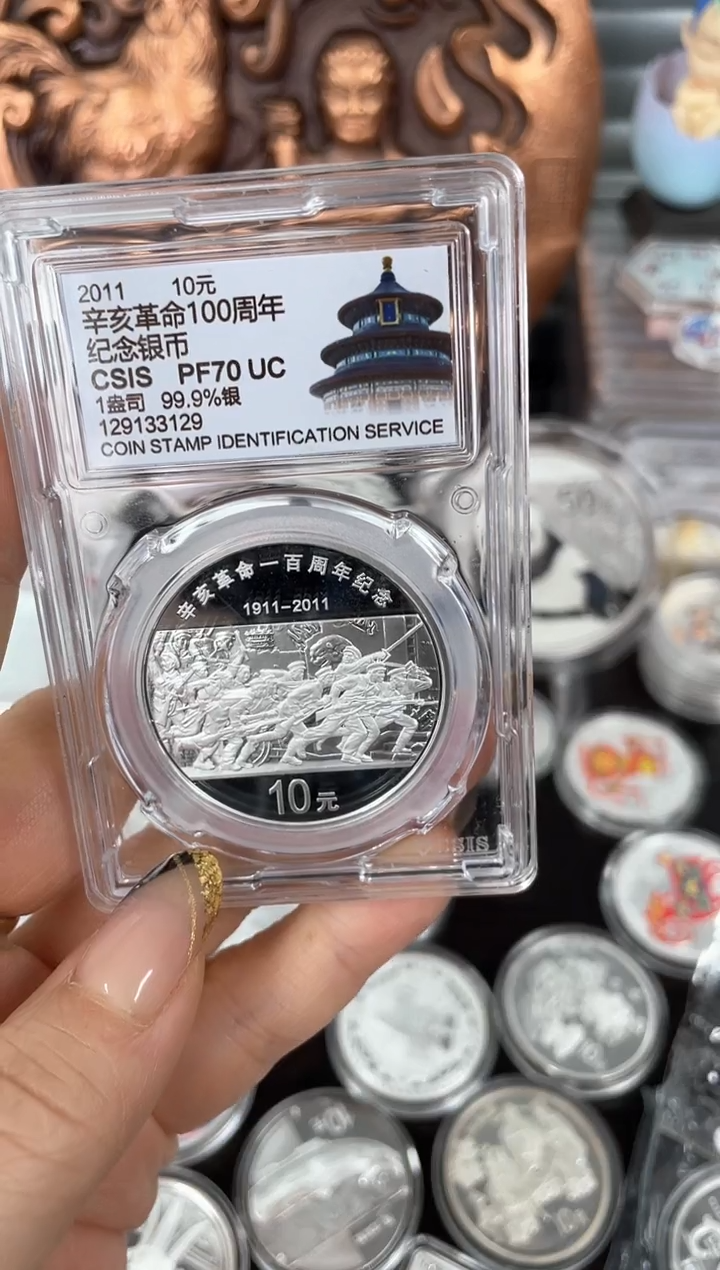 2011 10元
辛亥革命100周年
纪念银币
CSIS PF70 UC
1盎司 99.9%银
129133129
COIN STAMP IDENTIFICATION SERVICE
辛亥革命一百周年纪念
1911-2011
10元